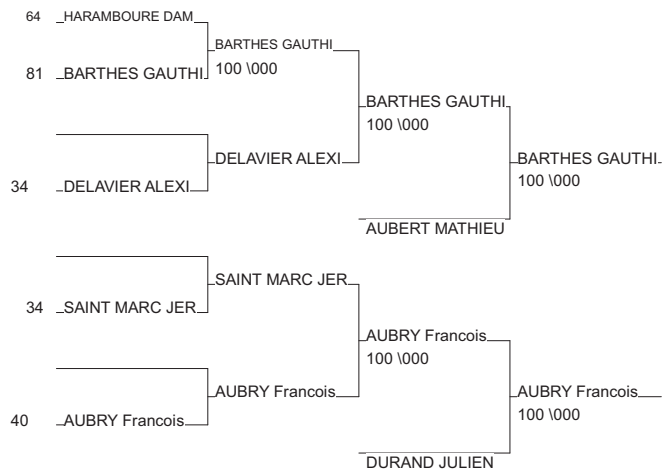 64 HARAMBOURE DAM
BARTHES GAUTHI
100 \000
81 BARTHES GAUTHI
BARTHES GAUTHI
100 \000
DELAVIER ALEXI
BARTHES GAUTHI
100 \000
34 DELAVIER ALEXI
AUBERT MATHIEU
SAINT MARC JER
34 SAINT MARC JER
AUBRY Francois
100 \000
AUBRY Francois
AUBRY Francois
100 \000
40 AUBRY Francois
DURAND JULIEN